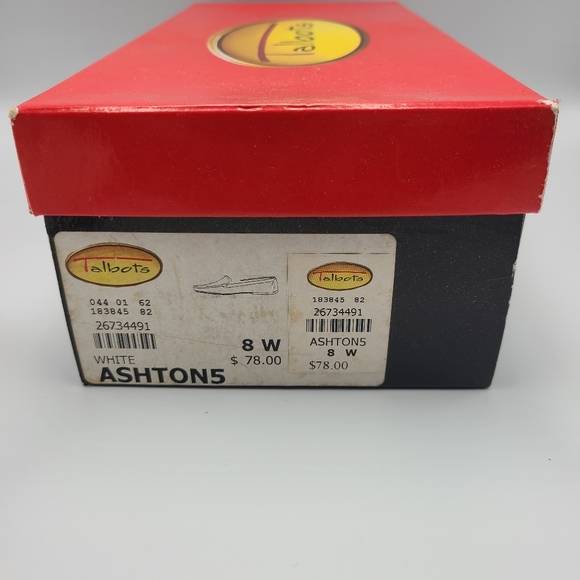 Talbots
Talbots
044 01 62
183845 82
26734491
WHITE
8 W
$ 78.00
ASHTON5
Talbots
183845 82
26734491
ASHTON5
8 W
$78.00